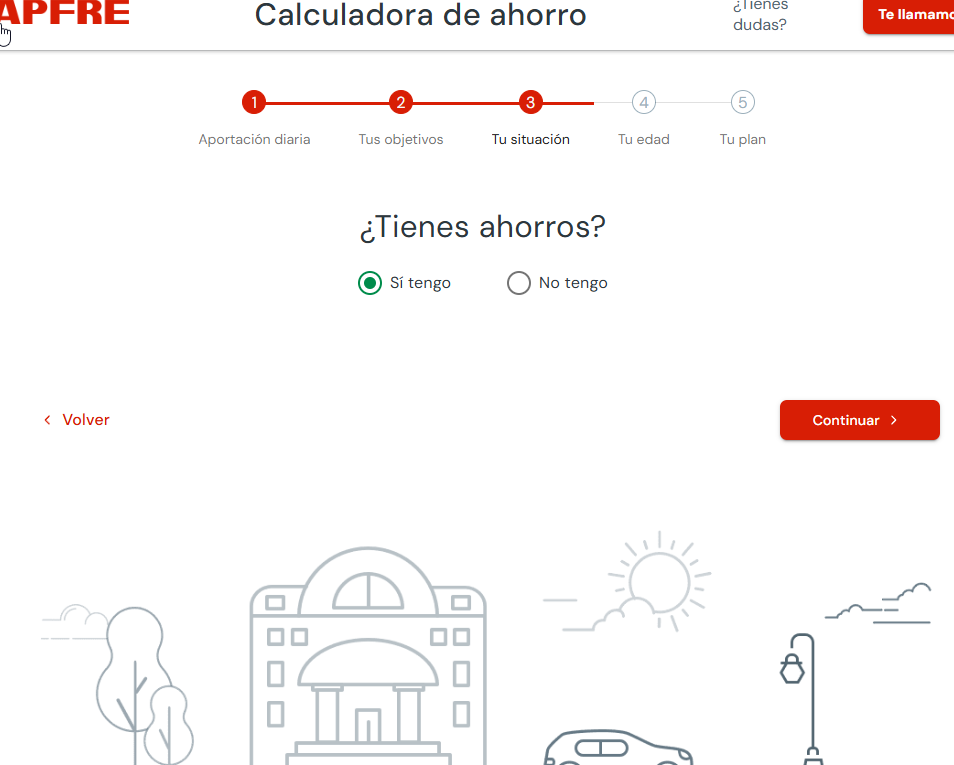 APFRE
Calculadora de ahorro
¿Tienes
dudas?
Te llamamo
1
2
3
4
5
Aportación diaria
Tus objetivos
Tu situación
Tu edad
Tu plan
¿Tienes ahorros?
Sí tengo
No tengo
Volver
Continuar